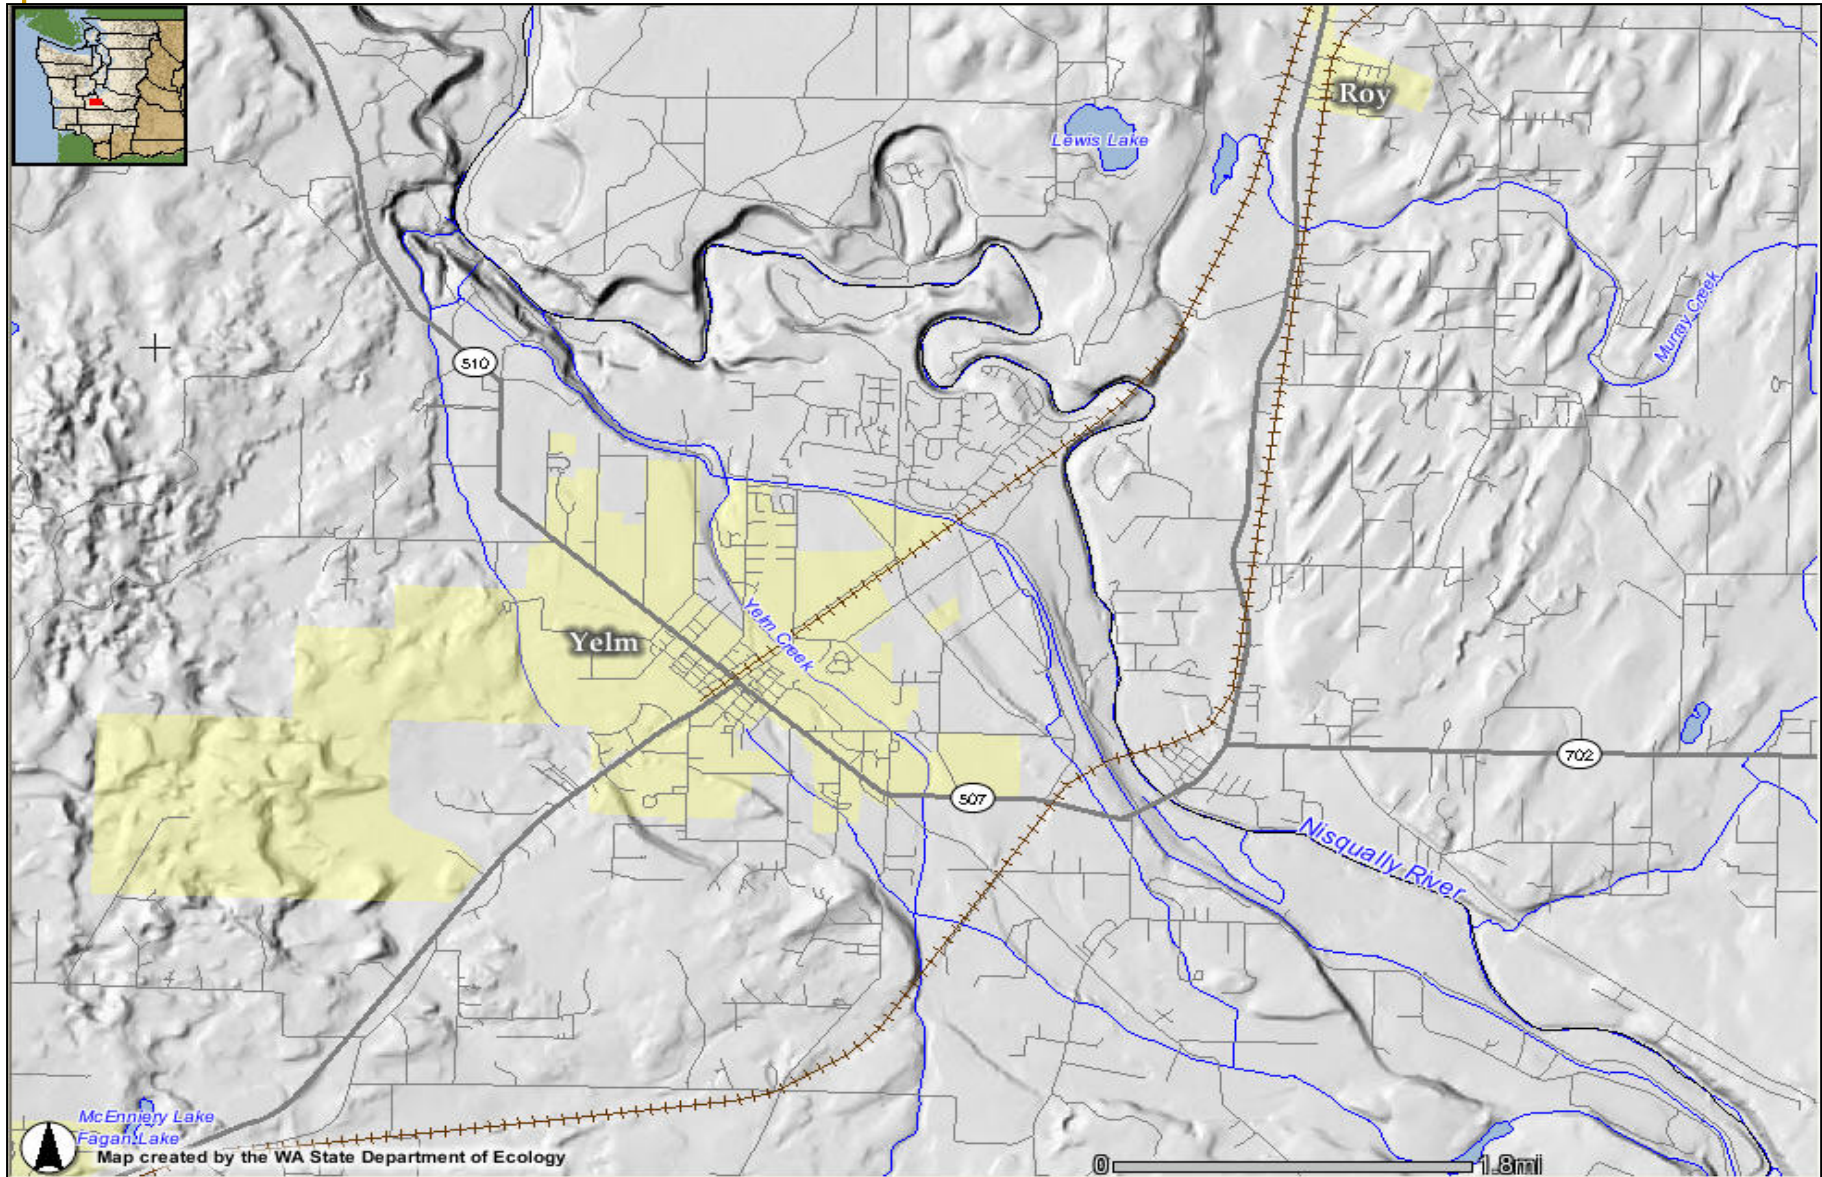 Roy
Lewis Lake
Murray Creek
510
Yelm Creek
Yelm
702
507
Nisqually River
McEnniery Lake
Fagan Lake
Map created by the WA State Department of Ecology
0 1.8mi